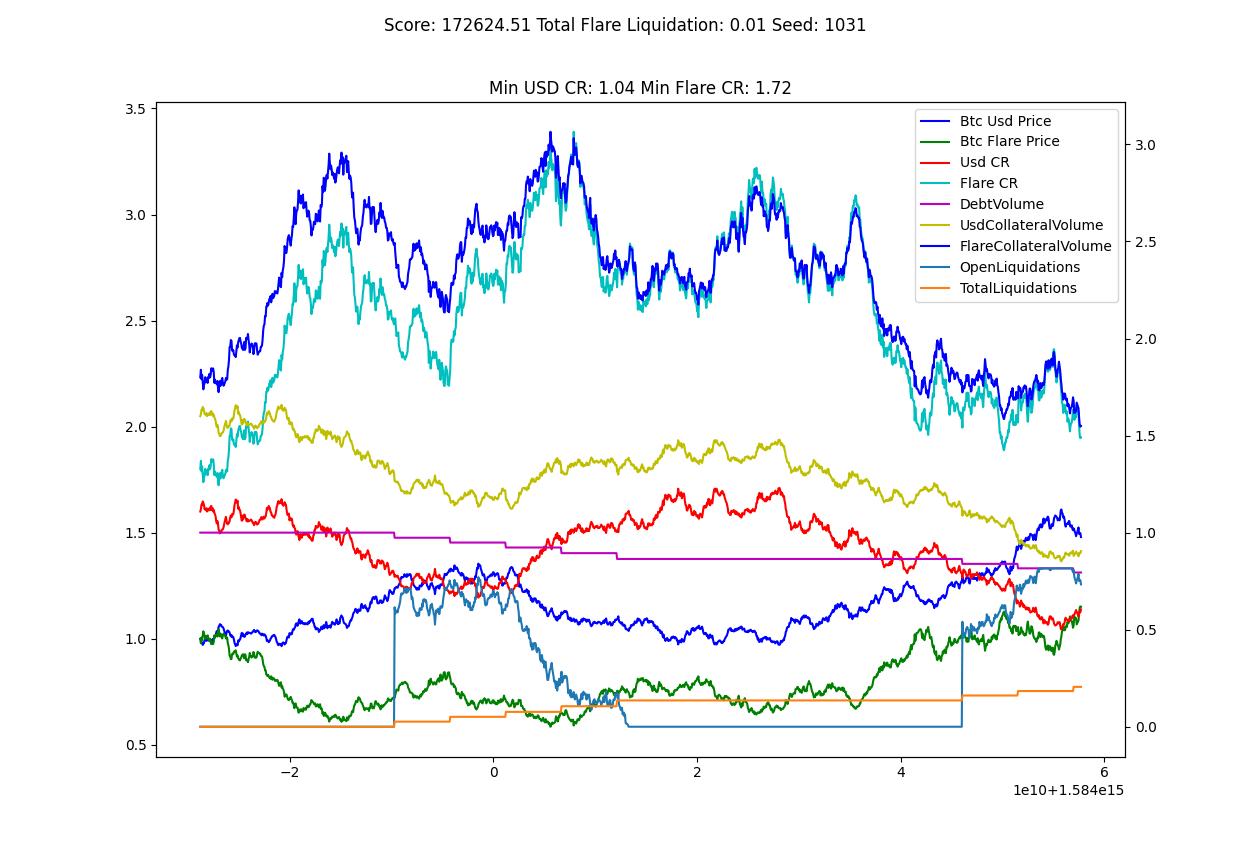 Score: 172624.51 Total Flare Liquidation: 0.01 Seed: 1031
Min USD CR: 1.04 Min Flare CR: 1.72
3.5
3.0
2.5
2.0
1.5
1.0
0.5
3.0
2.5
2.0
1.5
1.0
0.5
0.0
Btc Usd Price
Btc Flare Price
Usd CR
Flare CR
DebtVolume
UsdCollateralVolume
FlareCollateralVolume
OpenLiquidations
TotalLiquidations
−2 0 2 4 6
1e10+1.584e15